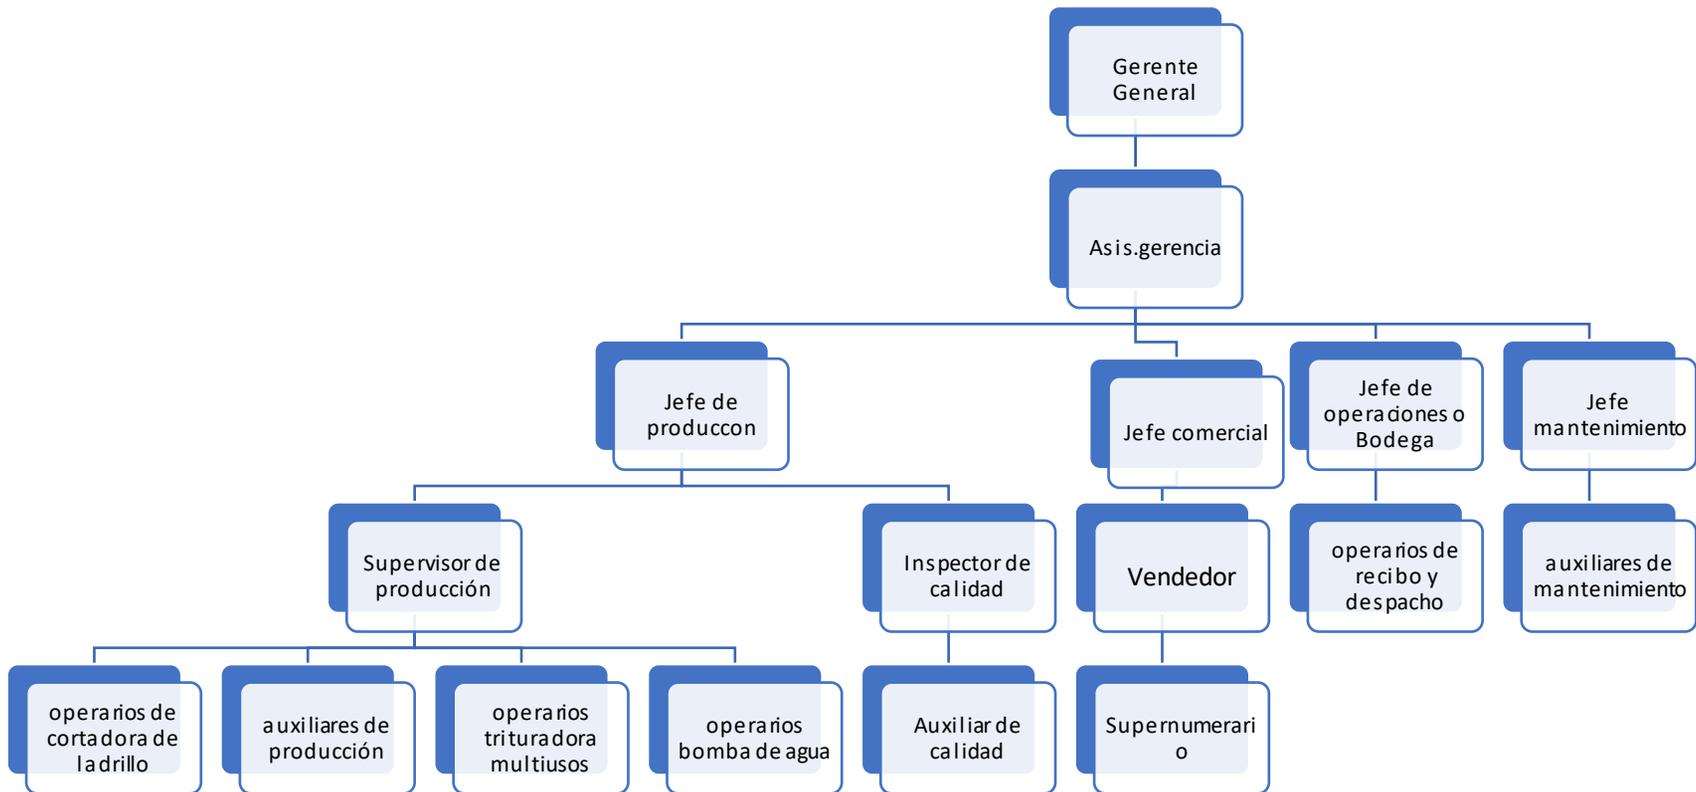 Gerente
General
Asis.gerencia
Jefe de
produccon
Jefe comercial
Jefe de
operaciones o
Bodega
Jefe
mantenimiento
Supervisor de
producción
Inspector de
calidad
Vendedor
operarios de
recibo y
despacho
auxiliares de
mantenimiento
operarios de
cortadora de
ladrillo
auxiliares de
producción
operarios
trituradora
multiusos
operarios
bomba de agua
Auxiliar de
calidad
Supernumerari
o